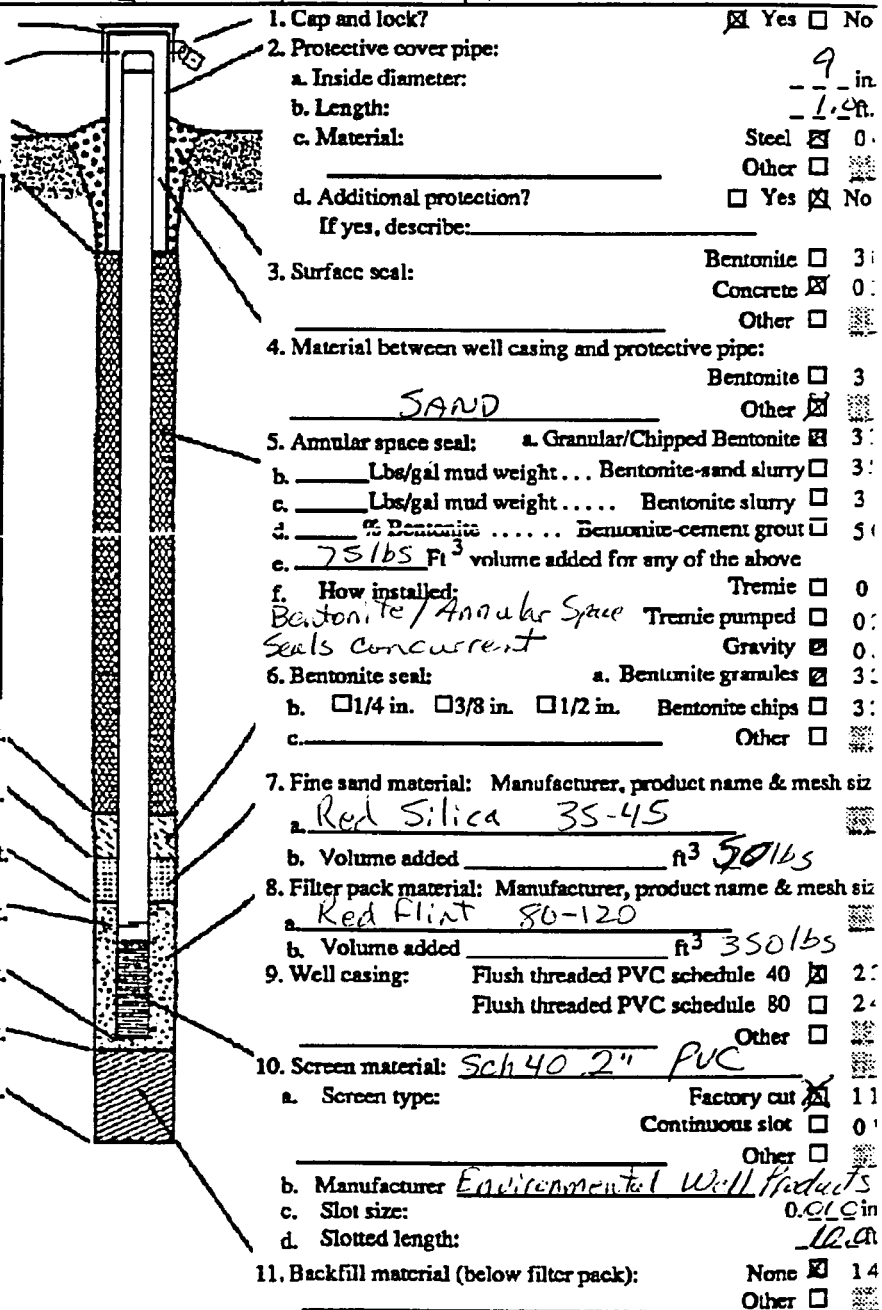 1. Cap and lock? ☒ Yes ☐ No
2. Protective cover pipe:
a. Inside diameter: 9 in.
b. Length: 1.0 ft.
c. Material: Steel ☒ 0
Other ☐
d. Additional protection? ☐ Yes ☒ No
If yes, describe:
3. Surface seal: Bentonite ☐ 3
Concrete ☒ 0
Other ☐
4. Material between well casing and protective pipe:
Bentonite ☐ 3
SAND Other ☒
5. Annular space seal: a. Granular/Chipped Bentonite ☒ 3
b. ______Lbs/gal mud weight ... Bentonite-sand slurry ☐ 3
c. ______Lbs/gal mud weight ..... Bentonite slurry ☐ 3
d. ______% Bentonite ...... Bentonite-cement grout ☐ 5
e. 75 lbs Ft³ volume added for any of the above
f. How installed: Tremie ☐ 0
Bentonite / Annular Space Tremie pumped ☐ 0
Seals concurrent Gravity ☒ 0
6. Bentonite seal: a. Bentonite granules ☒ 3
b. ☐ 1/4 in. ☐ 3/8 in. ☐ 1/2 in. Bentonite chips ☐ 3
c. Other ☐
7. Fine sand material: Manufacturer, product name & mesh siz
a. Red Silica 35-45
b. Volume added ______ ft³ 50 lbs
8. Filter pack material: Manufacturer, product name & mesh siz
a. Red Flint 80-120
b. Volume added ______ ft³ 350 lbs
9. Well casing: Flush threaded PVC schedule 40 ☒ 2
Flush threaded PVC schedule 80 ☐ 2
Other ☐
10. Screen material: Sch 40 2" PVC
a. Screen type: Factory cut ☒ 11
Continuous slot ☐ 0
Other ☐
b. Manufacturer Environmental Well Products
c. Slot size: 0.010 in
d. Slotted length: 10.0 ft
11. Backfill material (below filter pack): None ☒ 14
Other ☐